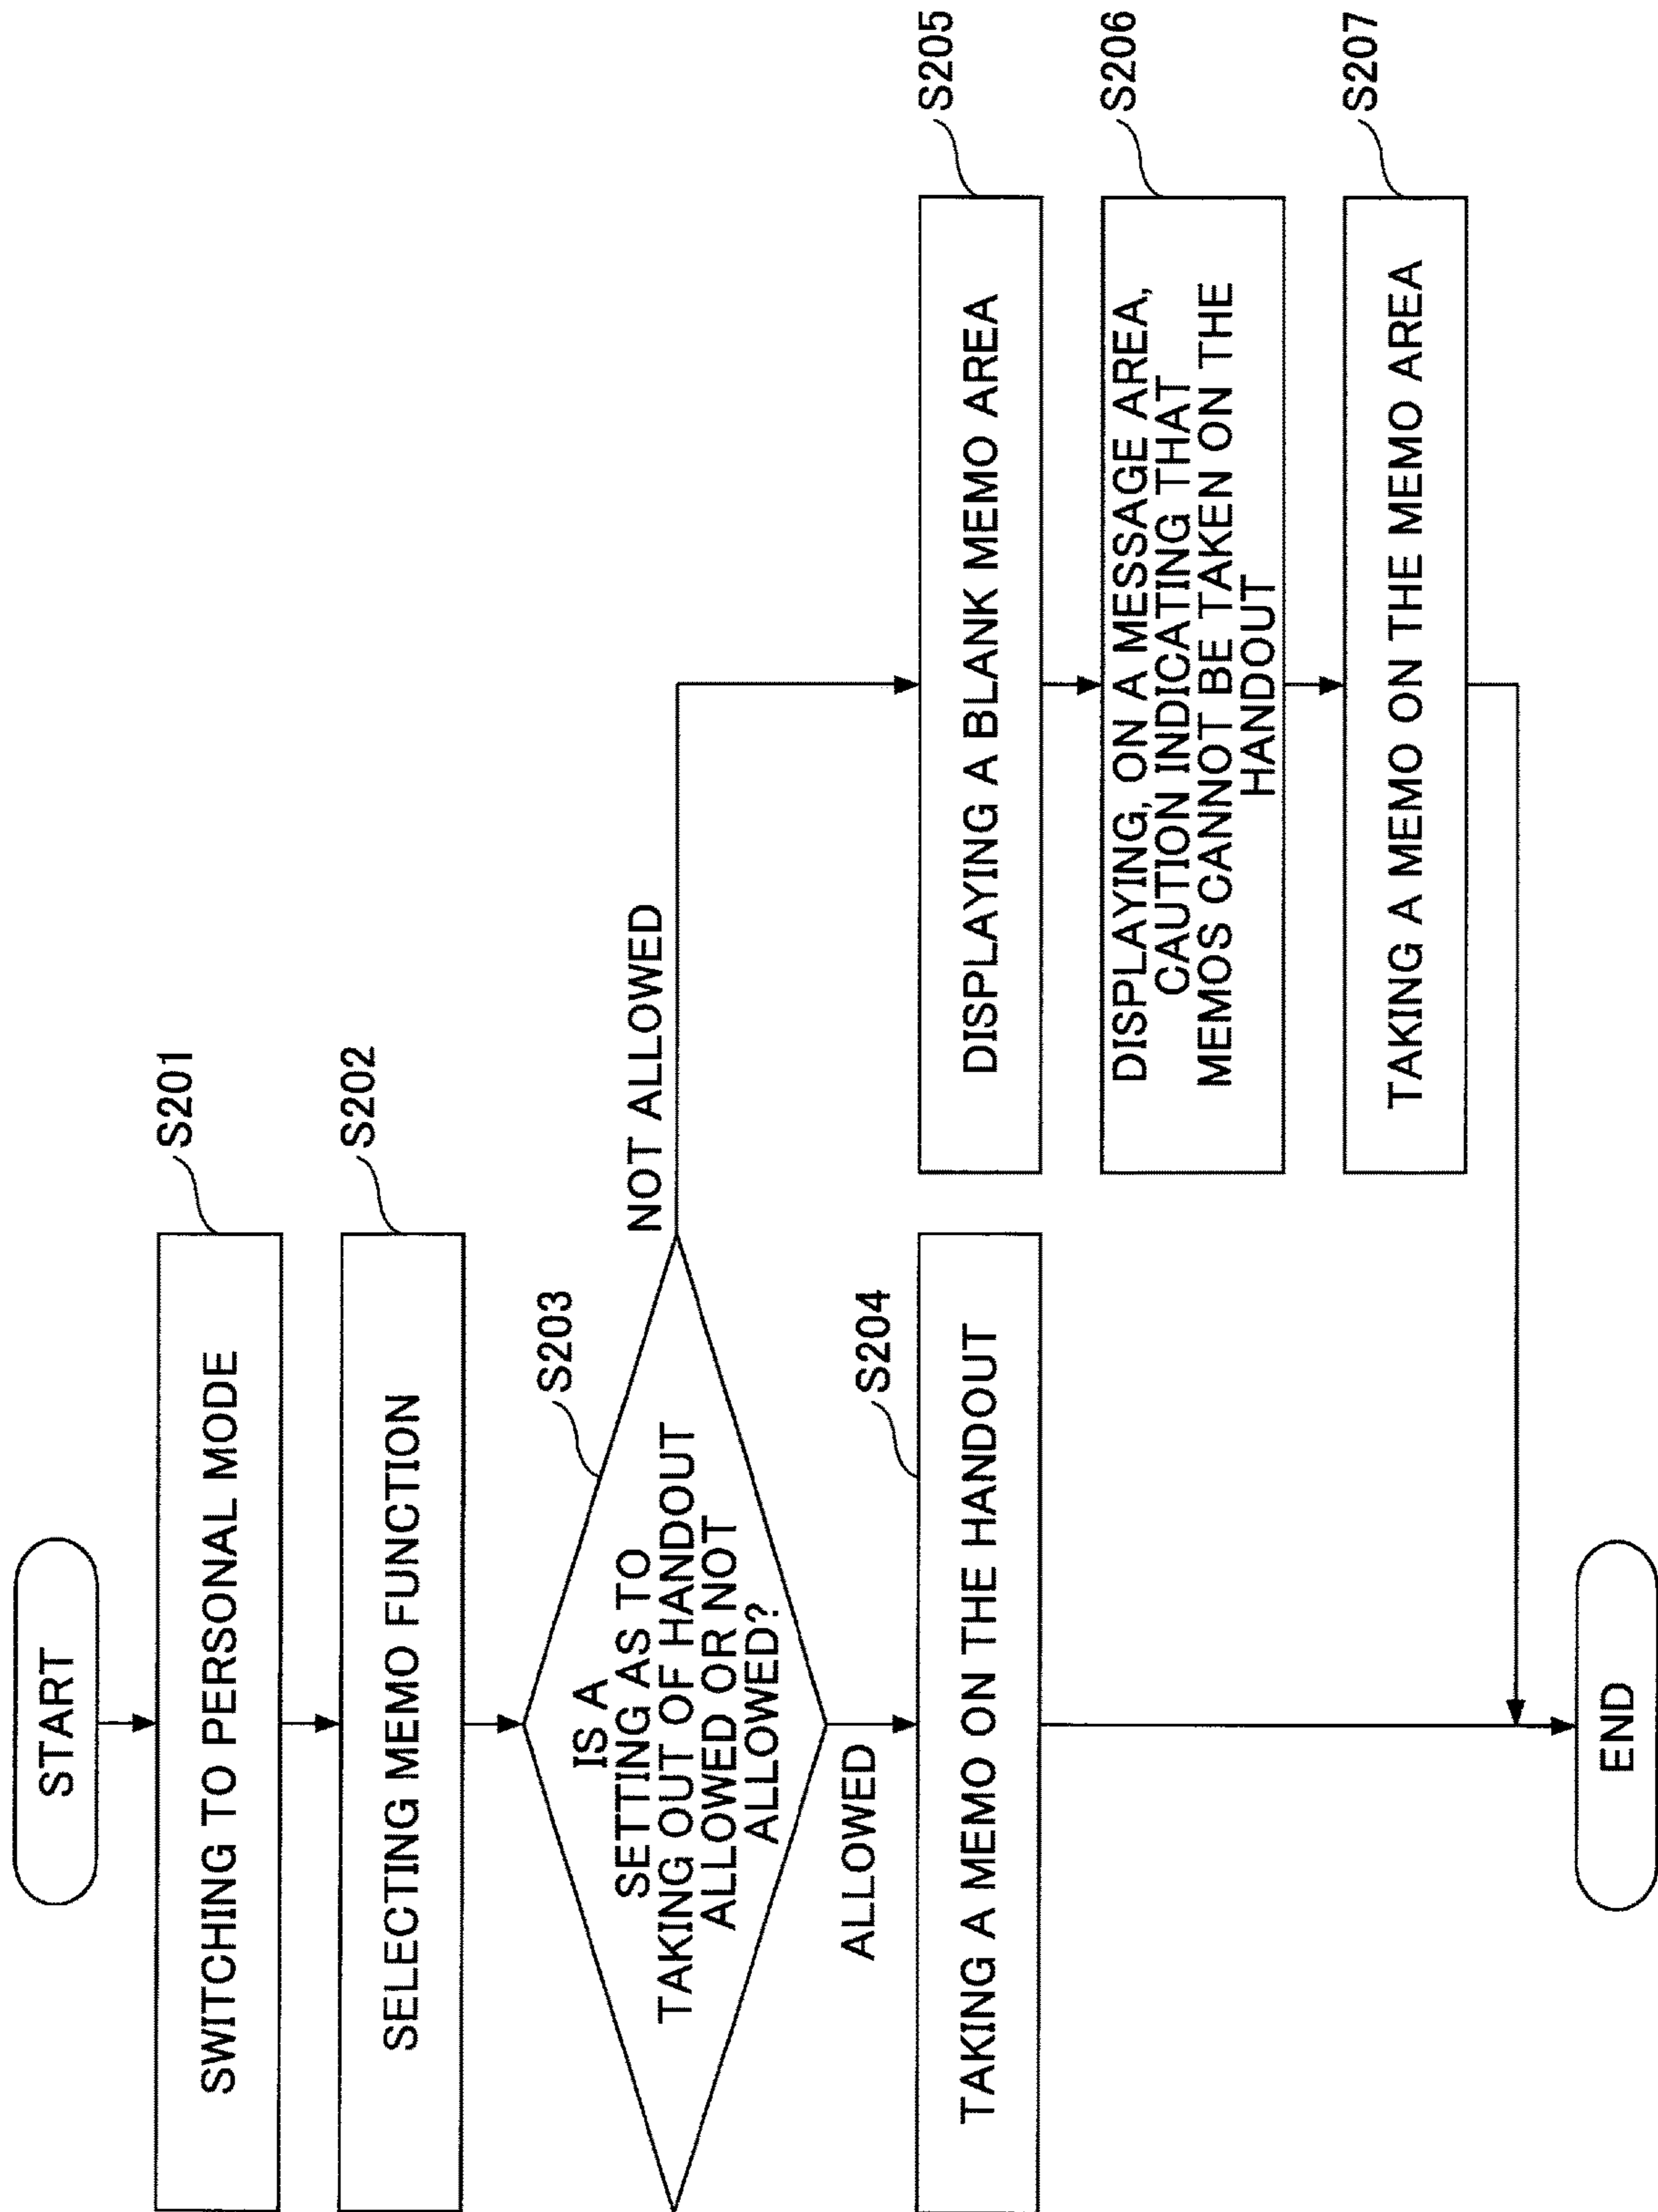 START
SWITCHING TO PERSONAL MODE
S201
SELECTING MEMO FUNCTION
S202
IS A
SETTING AS TO
TAKING OUT OF HANDOUT
ALLOWED OR NOT
ALLOWED?
S203
NOT ALLOWED
ALLOWED
TAKING A MEMO ON THE HANDOUT
S204
DISPLAYING A BLANK MEMO AREA
S205
DISPLAYING, ON A MESSAGE AREA,
CAUTION INDICATING THAT
MEMOS CANNOT BE TAKEN ON THE
HANDOUT
S206
TAKING A MEMO ON THE MEMO AREA
S207
END